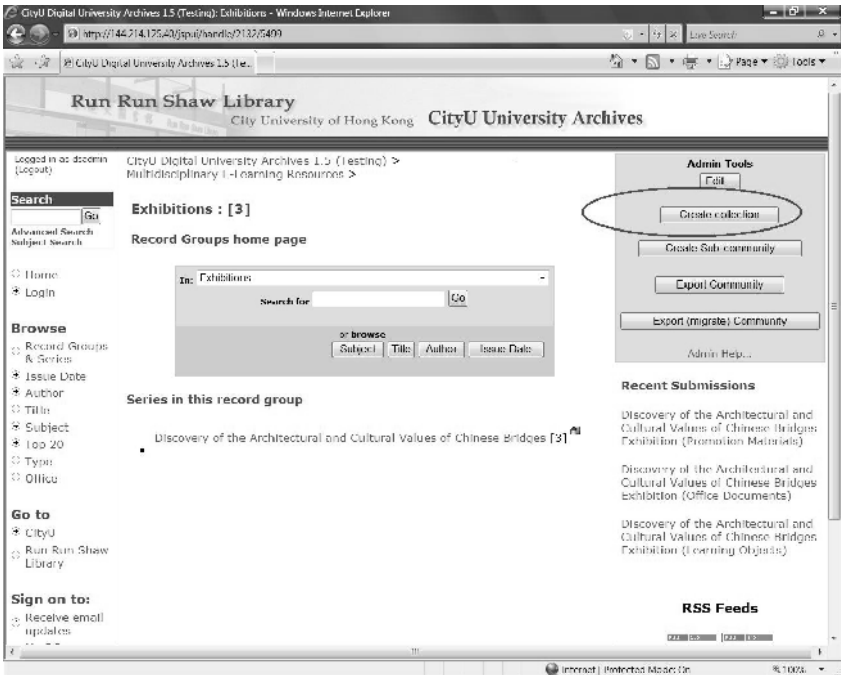 CityU Digital University Archives 1.5 (Testing): Exhibitions - Windows Internet Explorer
http://144.214.125.40/jspui/handle/2132/5499
Live Search
CityU Digital University Archives 1.5 (Te...
Page
Tools
Run Run Shaw Library
City University of Hong Kong
CityU University Archives
Logged in as dsadmin
(Logout)
Search
Go
Advanced Search
Subject Search
Home
Login
Browse
Record Groups
& Series
Issue Date
Author
Title
Subject
Top 20
Type
Office
Go to
CityU
Run Run Shaw
Library
Sign on to:
Receive email
updates
CityU Digital University Archives 1.5 (Testing) >
Multidisciplinary E-Learning Resources >
Exhibitions : [3]
Record Groups home page
In: Exhibitions
Search for
Go
or browse
Subject
Title
Author
Issue Date
Series in this record group
Discovery of the Architectural and Cultural Values of Chinese Bridges [3]
Admin Tools
Edit
Create collection
Create Sub-community
Export Community
Export (migrate) Community
Admin Help...
Recent Submissions
Discovery of the Architectural and
Cultural Values of Chinese Bridges
Exhibition (Promotion Materials)
Discovery of the Architectural and
Cultural Values of Chinese Bridges
Exhibition (Office Documents)
Discovery of the Architectural and
Cultural Values of Chinese Bridges
Exhibition (Learning Objects)
RSS Feeds
Internet | Protected Mode: On
100%